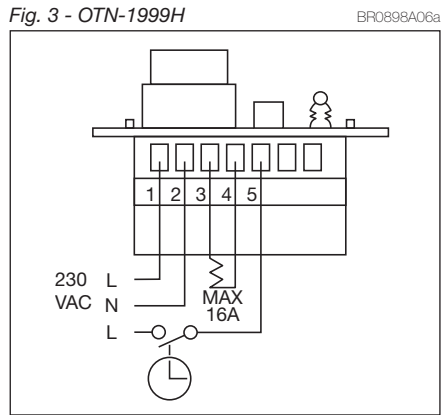 Fig. 3 - OTN-1999H
BR0898A06a
1 2 3 4 5
230 L
VAC N
L
MAX
16A